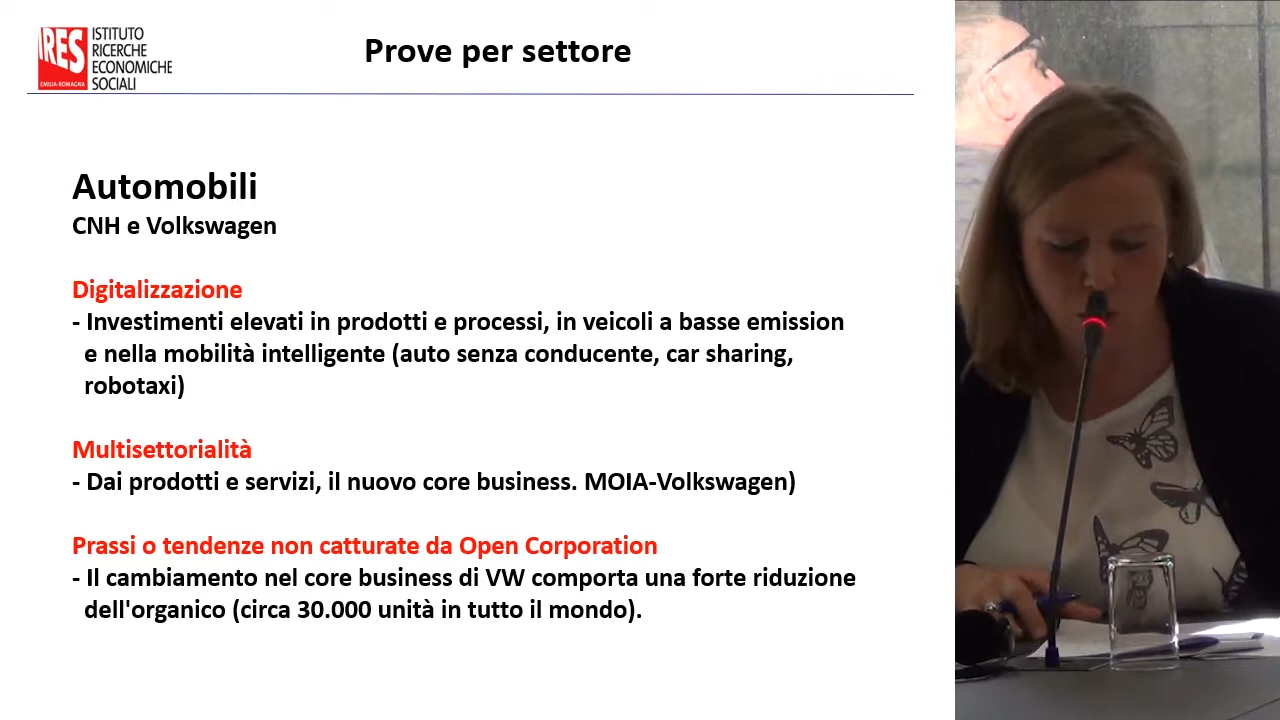 IRES
EMILIA-ROMAGNA
ISTITUTO
RICERCHE
ECONOMICHE
SOCIALI
Prove per settore
Automobili
CNH e Volkswagen
Digitalizzazione
- Investimenti elevati in prodotti e processi, in veicoli a basse emission
e nella mobilità intelligente (auto senza conducente, car sharing,
robotaxi)
Multisettorialità
- Dai prodotti e servizi, il nuovo core business. MOIA-Volkswagen)
Prassi o tendenze non catturate da Open Corporation
- Il cambiamento nel core business di VW comporta una forte riduzione
dell'organico (circa 30.000 unità in tutto il mondo).